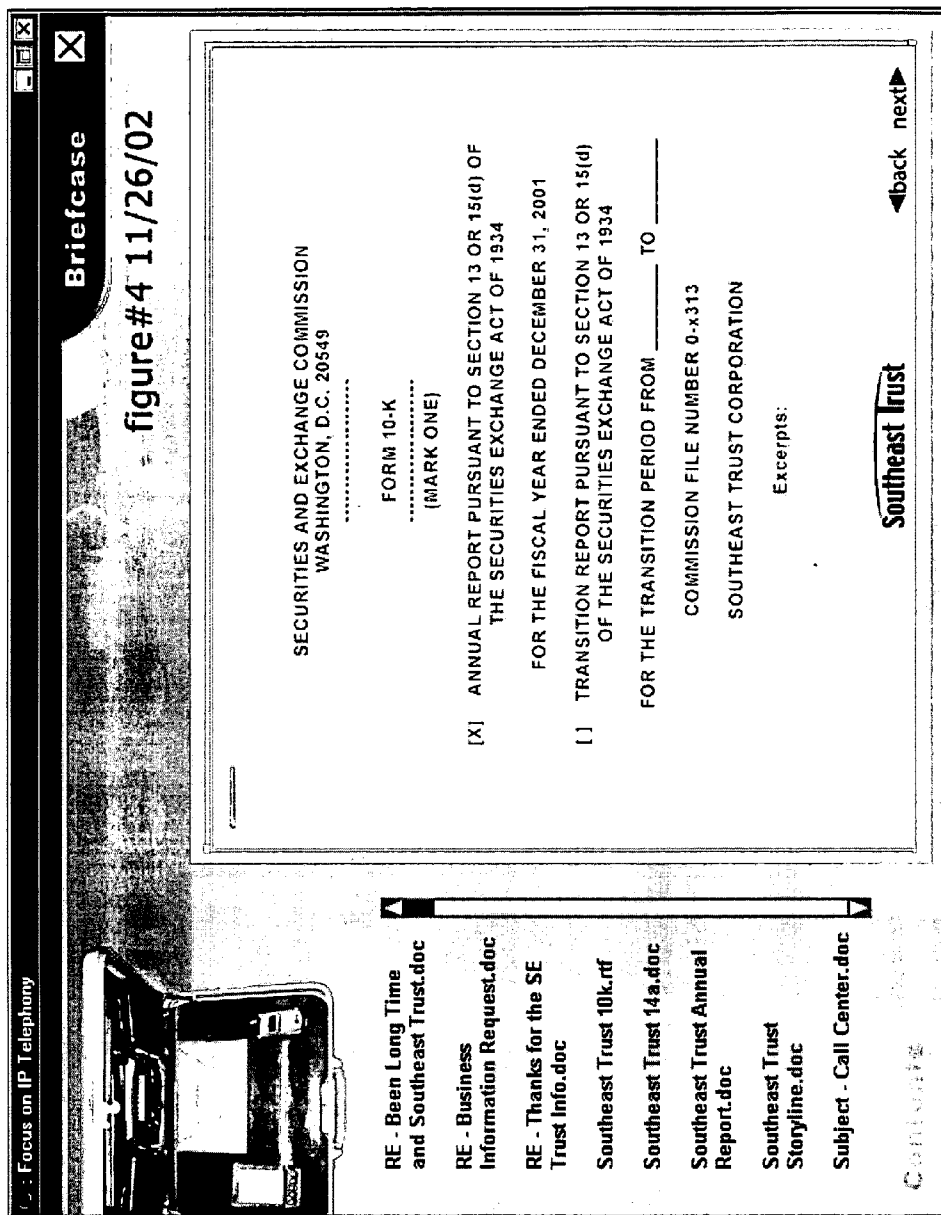 : Focus on IP Telephony
Briefcase
figure#4 11/26/02
RE - Been Long Time
and Southeast Trust.doc
RE - Business
Information Request.doc
RE - Thanks for the SE
Trust Info.doc
Southeast Trust 10k.rtf
Southeast Trust 14a.doc
Southeast Trust Annual
Report.doc
Southeast Trust
Storyline.doc
Subject - Call Center.doc
Contents
SECURITIES AND EXCHANGE COMMISSION
WASHINGTON, D.C. 20549
FORM 10-K
(MARK ONE)
[X] ANNUAL REPORT PURSUANT TO SECTION 13 OR 15(d) OF
THE SECURITIES EXCHANGE ACT OF 1934
FOR THE FISCAL YEAR ENDED DECEMBER 31, 2001
[ ] TRANSITION REPORT PURSUANT TO SECTION 13 OR 15(d)
OF THE SECURITIES EXCHANGE ACT OF 1934
FOR THE TRANSITION PERIOD FROM ________ TO ________
COMMISSION FILE NUMBER 0-x313
SOUTHEAST TRUST CORPORATION
Excerpts:
Southeast Trust
back next